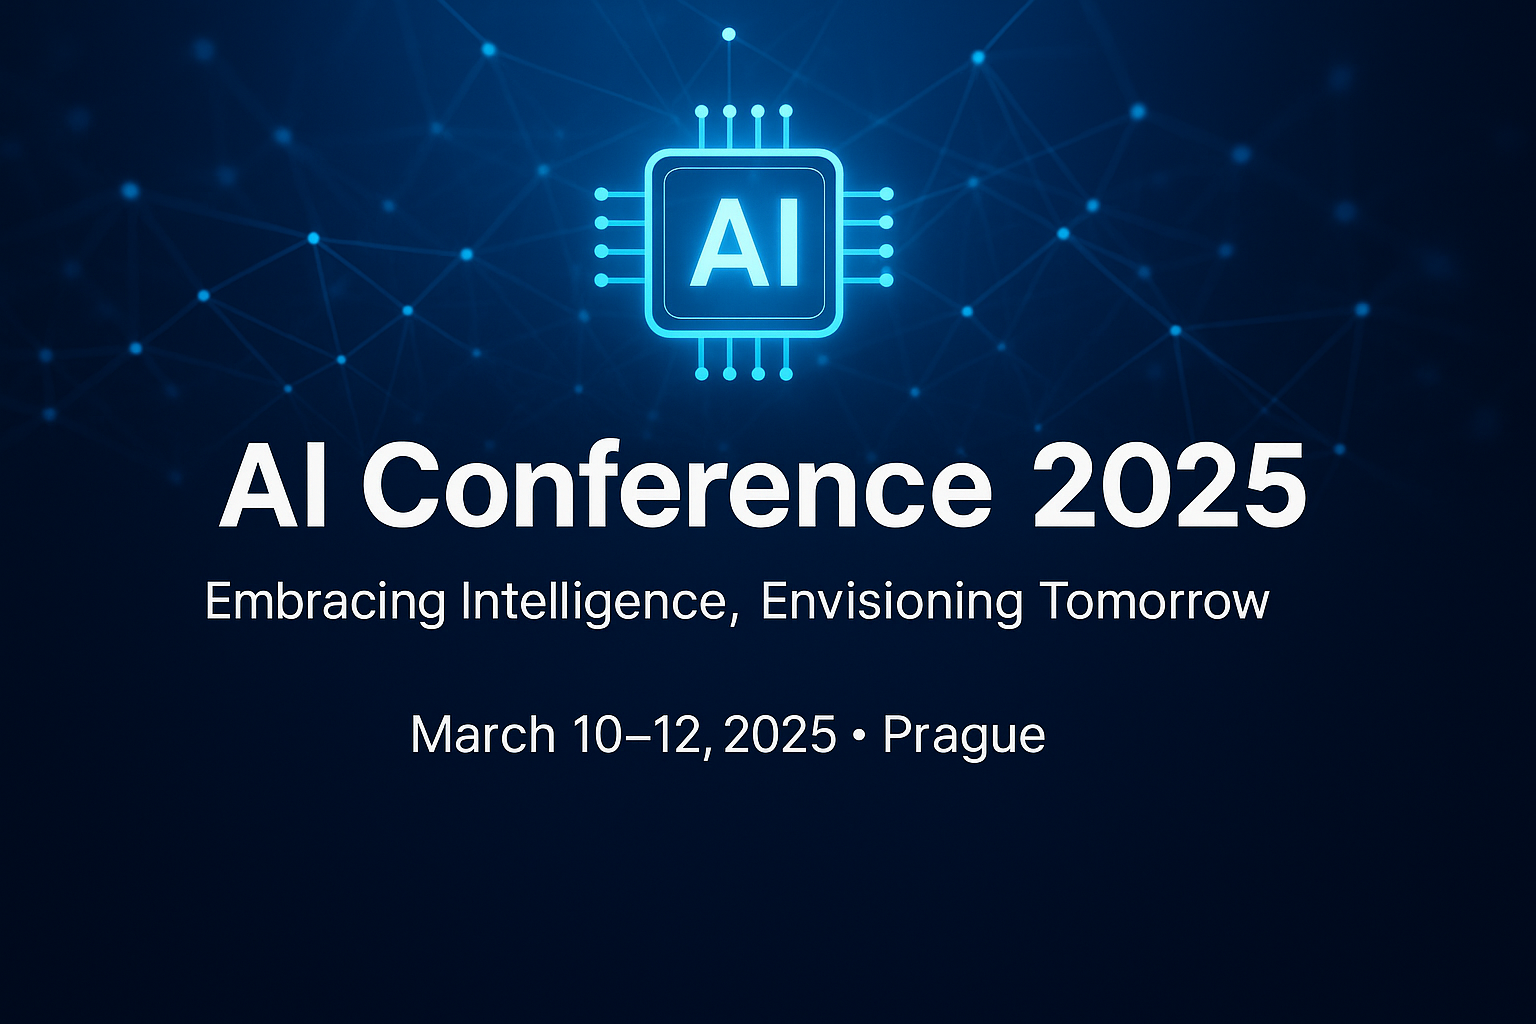 AI
AI Conference 2025
Embracing Intelligence, Envisioning Tomorrow
March 10–12, 2025 • Prague